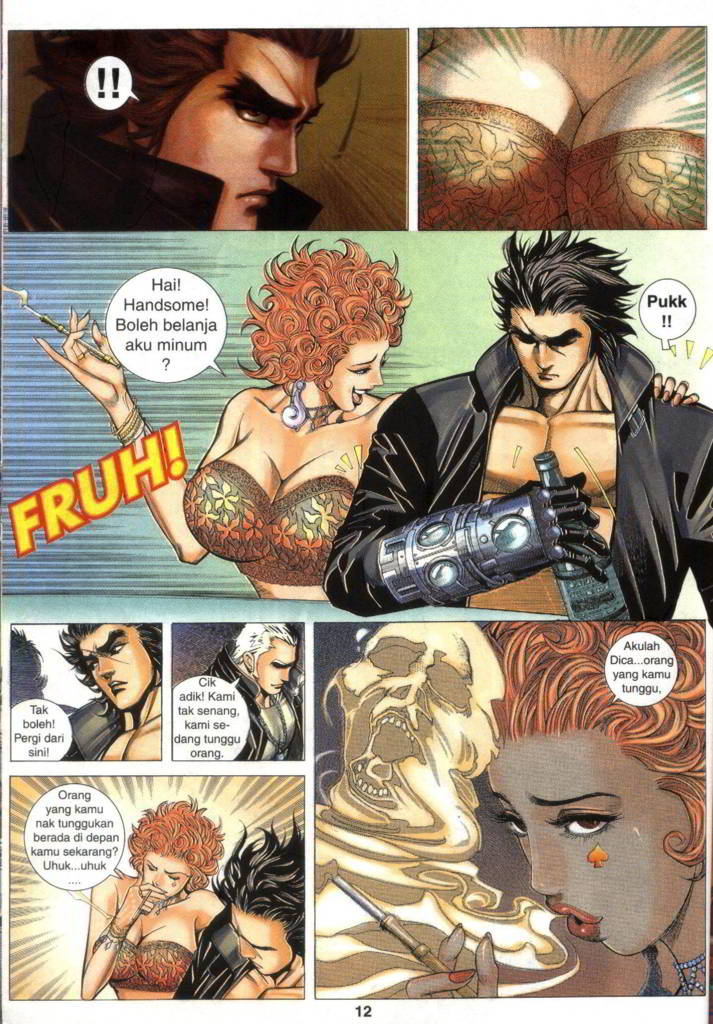 !!
Hai!
Handsome!
Boleh belanja
aku minum
?
Pukk
!!
FRUH!
Tak
boleh!
Pergi dari
sini!
Cik
adik! Kami
tak senang,
kami se-
dang tunggu
orang.
Akulah
Dica...orang
yang kamu
tunggu,
Orang
yang kamu
nak tunggukan
berada di depan
kamu sekarang?
Uhuk...uhuk
....
12